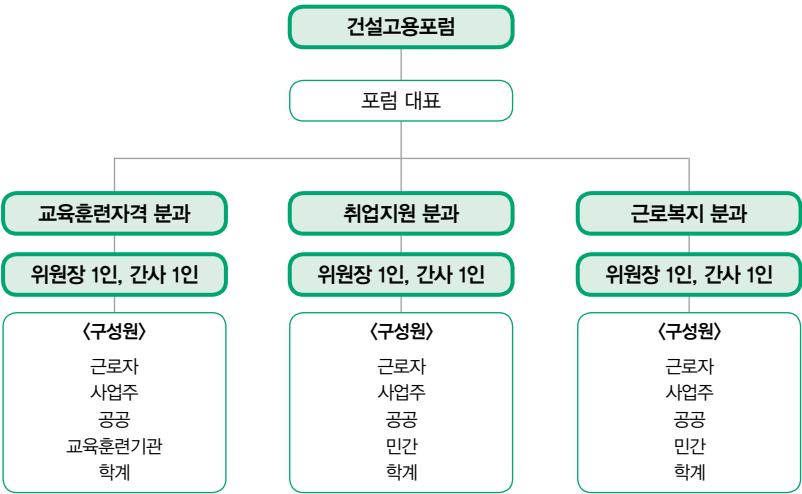 건설고용포럼
포럼 대표
교육훈련자격 분과
위원장 1인, 간사 1인
〈구성원〉
근로자
사업주
공공
교육훈련기관
학계
취업지원 분과
위원장 1인, 간사 1인
〈구성원〉
근로자
사업주
공공
민간
학계
근로복지 분과
위원장 1인, 간사 1인
〈구성원〉
근로자
사업주
공공
민간
학계